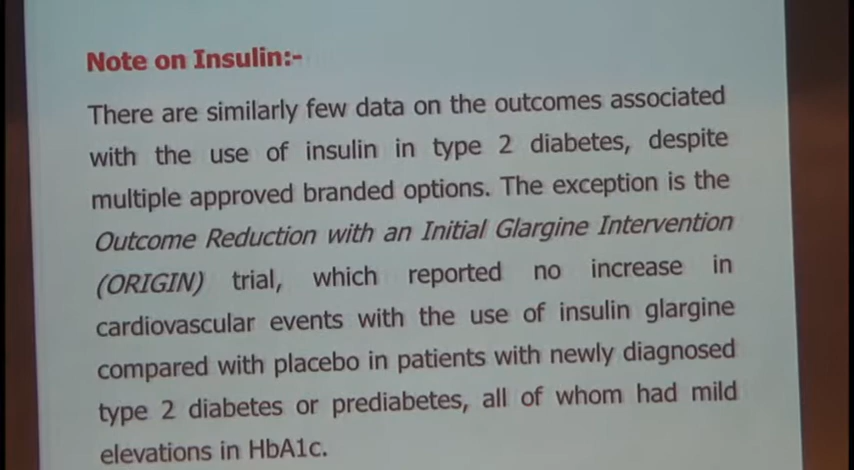 Note on Insulin:-
There are similarly few data on the outcomes associated
with the use of insulin in type 2 diabetes, despite
multiple approved branded options. The exception is the
Outcome Reduction with an Initial Glargine Intervention
(ORIGIN) trial, which reported no increase in
cardiovascular events with the use of insulin glargine
compared with placebo in patients with newly diagnosed
type 2 diabetes or prediabetes, all of whom had mild
elevations in HbA1c.